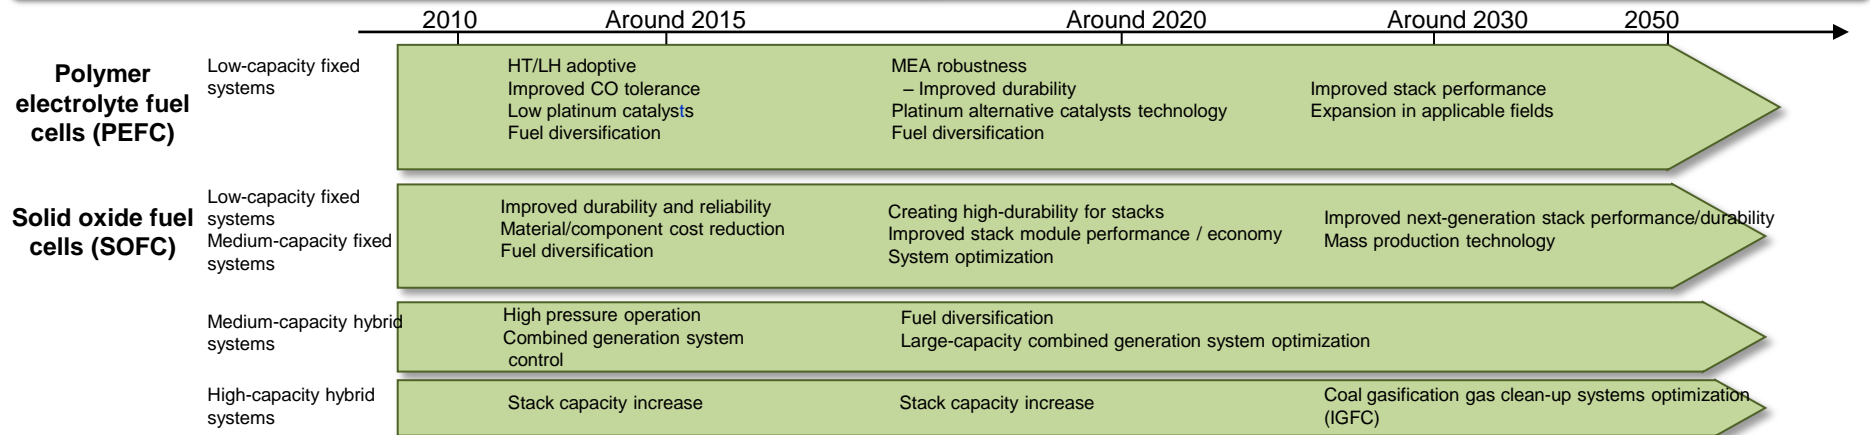 2010
Around 2015
Around 2020
Around 2030
2050
Polymer
electrolyte fuel
cells (PEFC)
Low-capacity fixed
systems
HT/LH adoptive
Improved CO tolerance
Low platinum catalysts
Fuel diversification
MEA robustness
– Improved durability
Platinum alternative catalysts technology
Fuel diversification
Improved stack performance
Expansion in applicable fields
Solid oxide fuel
cells (SOFC)
Low-capacity fixed
systems
Medium-capacity fixed
systems
Improved durability and reliability
Material/component cost reduction
Fuel diversification
Creating high-durability for stacks
Improved stack module performance / economy
System optimization
Improved next-generation stack performance/durability
Mass production technology
Medium-capacity hybrid
systems
High pressure operation
Combined generation system
control
Fuel diversification
Large-capacity combined generation system optimization
High-capacity hybrid
systems
Stack capacity increase
Stack capacity increase
Coal gasification gas clean-up systems optimization
(IGFC)